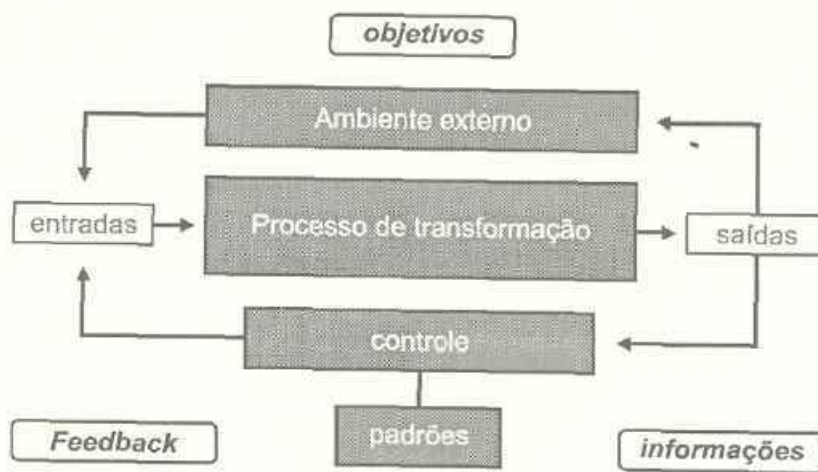 objetivos
Ambiente externo
entradas
Processo de transformação
saídas
controle
padrões
Feedback
informações